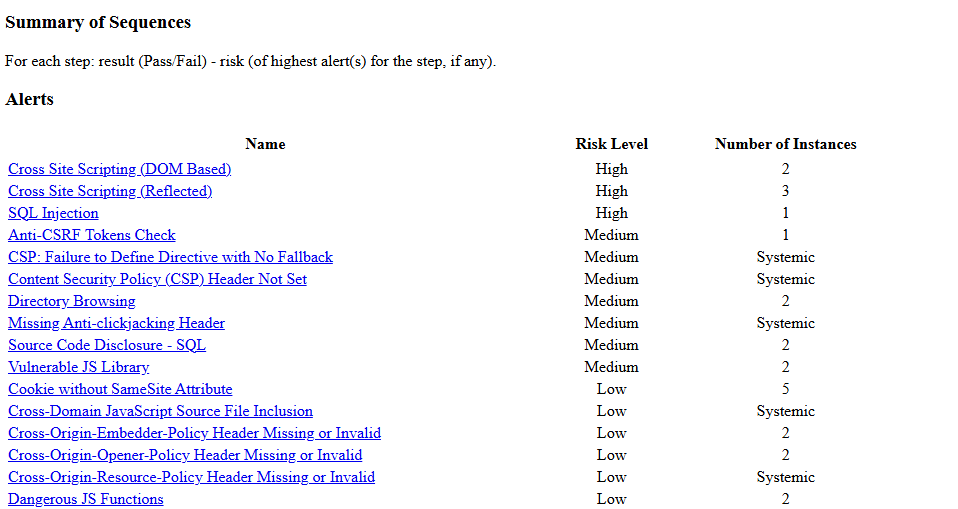 Summary of Sequences
For each step: result (Pass/Fail) - risk (of highest alert(s) for the step, if any).
Alerts
Name Risk Level Number of Instances
Cross Site Scripting (DOM Based) High 2
Cross Site Scripting (Reflected) High 3
SQL Injection High 1
Anti-CSRF Tokens Check Medium 1
CSP: Failure to Define Directive with No Fallback Medium Systemic
Content Security Policy (CSP) Header Not Set Medium Systemic
Directory Browsing Medium 2
Missing Anti-clickjacking Header Medium Systemic
Source Code Disclosure - SQL Medium 2
Vulnerable JS Library Medium 2
Cookie without SameSite Attribute Low 5
Cross-Domain JavaScript Source File Inclusion Low Systemic
Cross-Origin-Embedder-Policy Header Missing or Invalid Low 2
Cross-Origin-Opener-Policy Header Missing or Invalid Low 2
Cross-Origin-Resource-Policy Header Missing or Invalid Low Systemic
Dangerous JS Functions Low 2